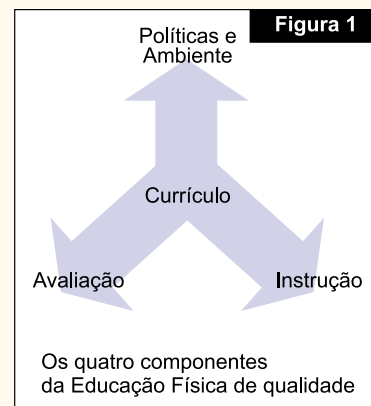 Figura 1
Políticas e
Ambiente
Currículo
Avaliação
Instrução
Os quatro componentes
da Educação Física de qualidade